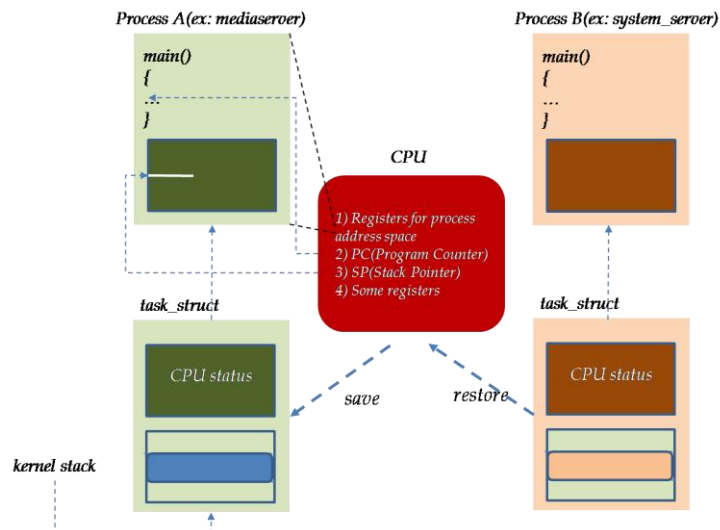 Process A(ex: mediaserver)
main()
{
...
}
Process B(ex: system_server)
main()
{
...
}
CPU
1) Registers for process
address space
2) PC(Program Counter)
3) SP(Stack Pointer)
4) Some registers
task_struct
CPU status
save
restore
task_struct
CPU status
kernel stack